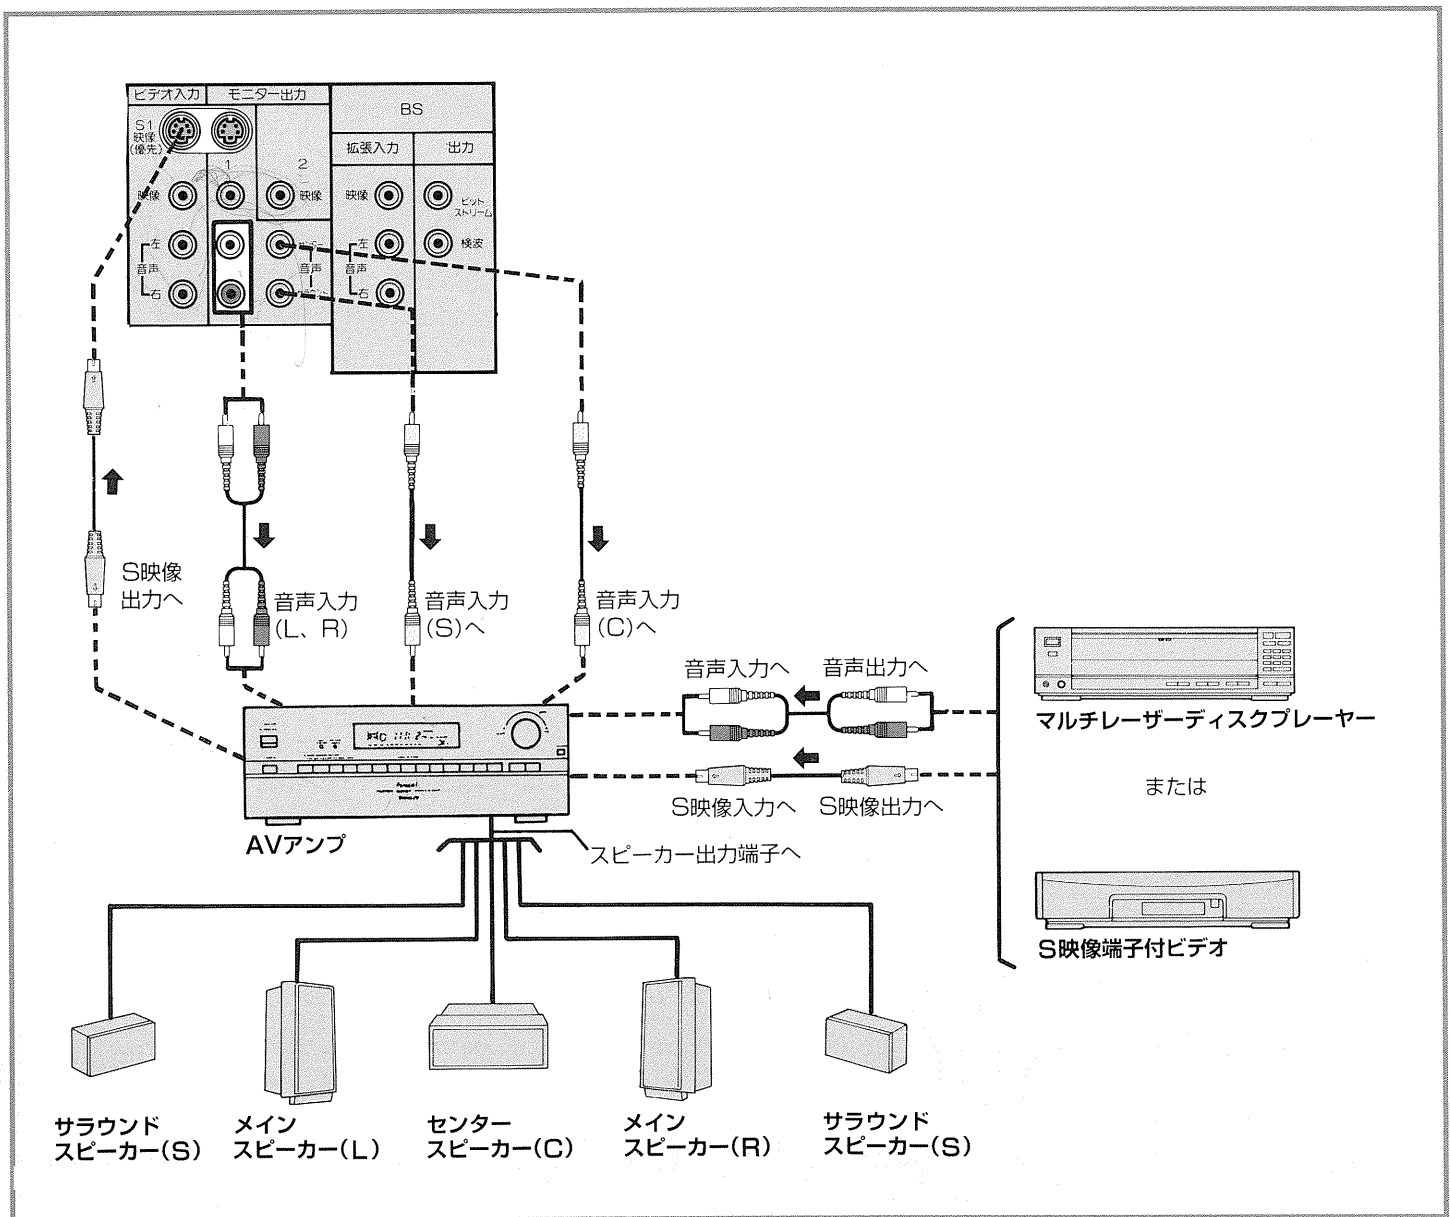 ビデオ入力
モニター出力
BS
S1
映像
(優先)
拡張入力
出力
1
2
映像
映像
映像
ビット
ストリーム
左
音声
右
音声
左
音声
右
検波
S映像
出力へ
音声入力
(L、R)
音声入力
(S)へ
音声入力
(C)へ
音声入力へ
音声出力へ
S映像入力へ
S映像出力へ
マルチレーザーディスクプレーヤー
または
S映像端子付ビデオ
AVアンプ
スピーカー出力端子へ
サラウンド
スピーカー(S)
メイン
スピーカー(L)
センター
スピーカー(C)
メイン
スピーカー(R)
サラウンド
スピーカー(S)